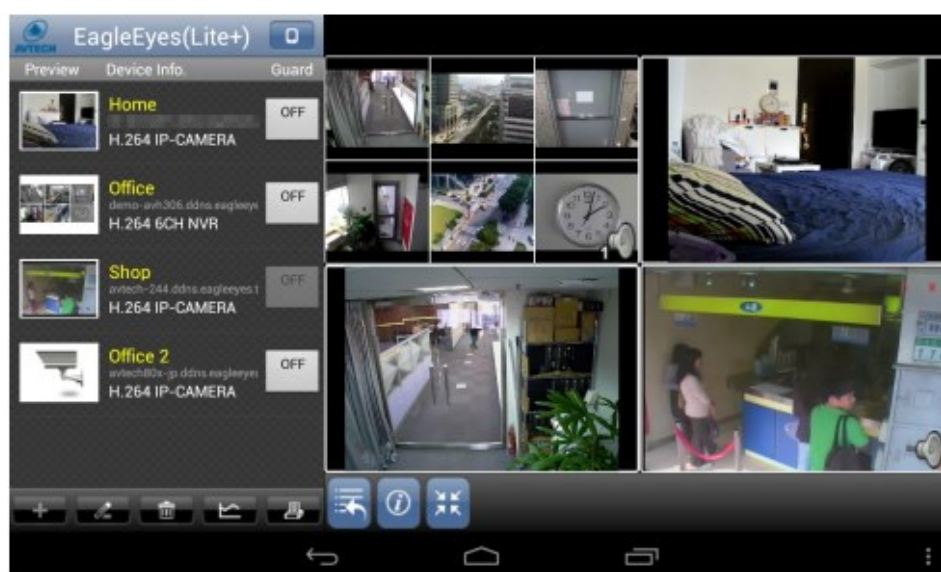 AVTECH
EagleEyes(Lite+)
Preview Device Info. Guard
Home
OFF
H.264 IP-CAMERA
Office
demo-avh306.ddns.eagleeye
OFF
H.264 6CH NVR
Shop
avtech-244.ddns.eagleeyes.t
OFF
H.264 IP-CAMERA
Office 2
avtech80x-jp.ddns.eagleeye
OFF
H.264 IP-CAMERA
1